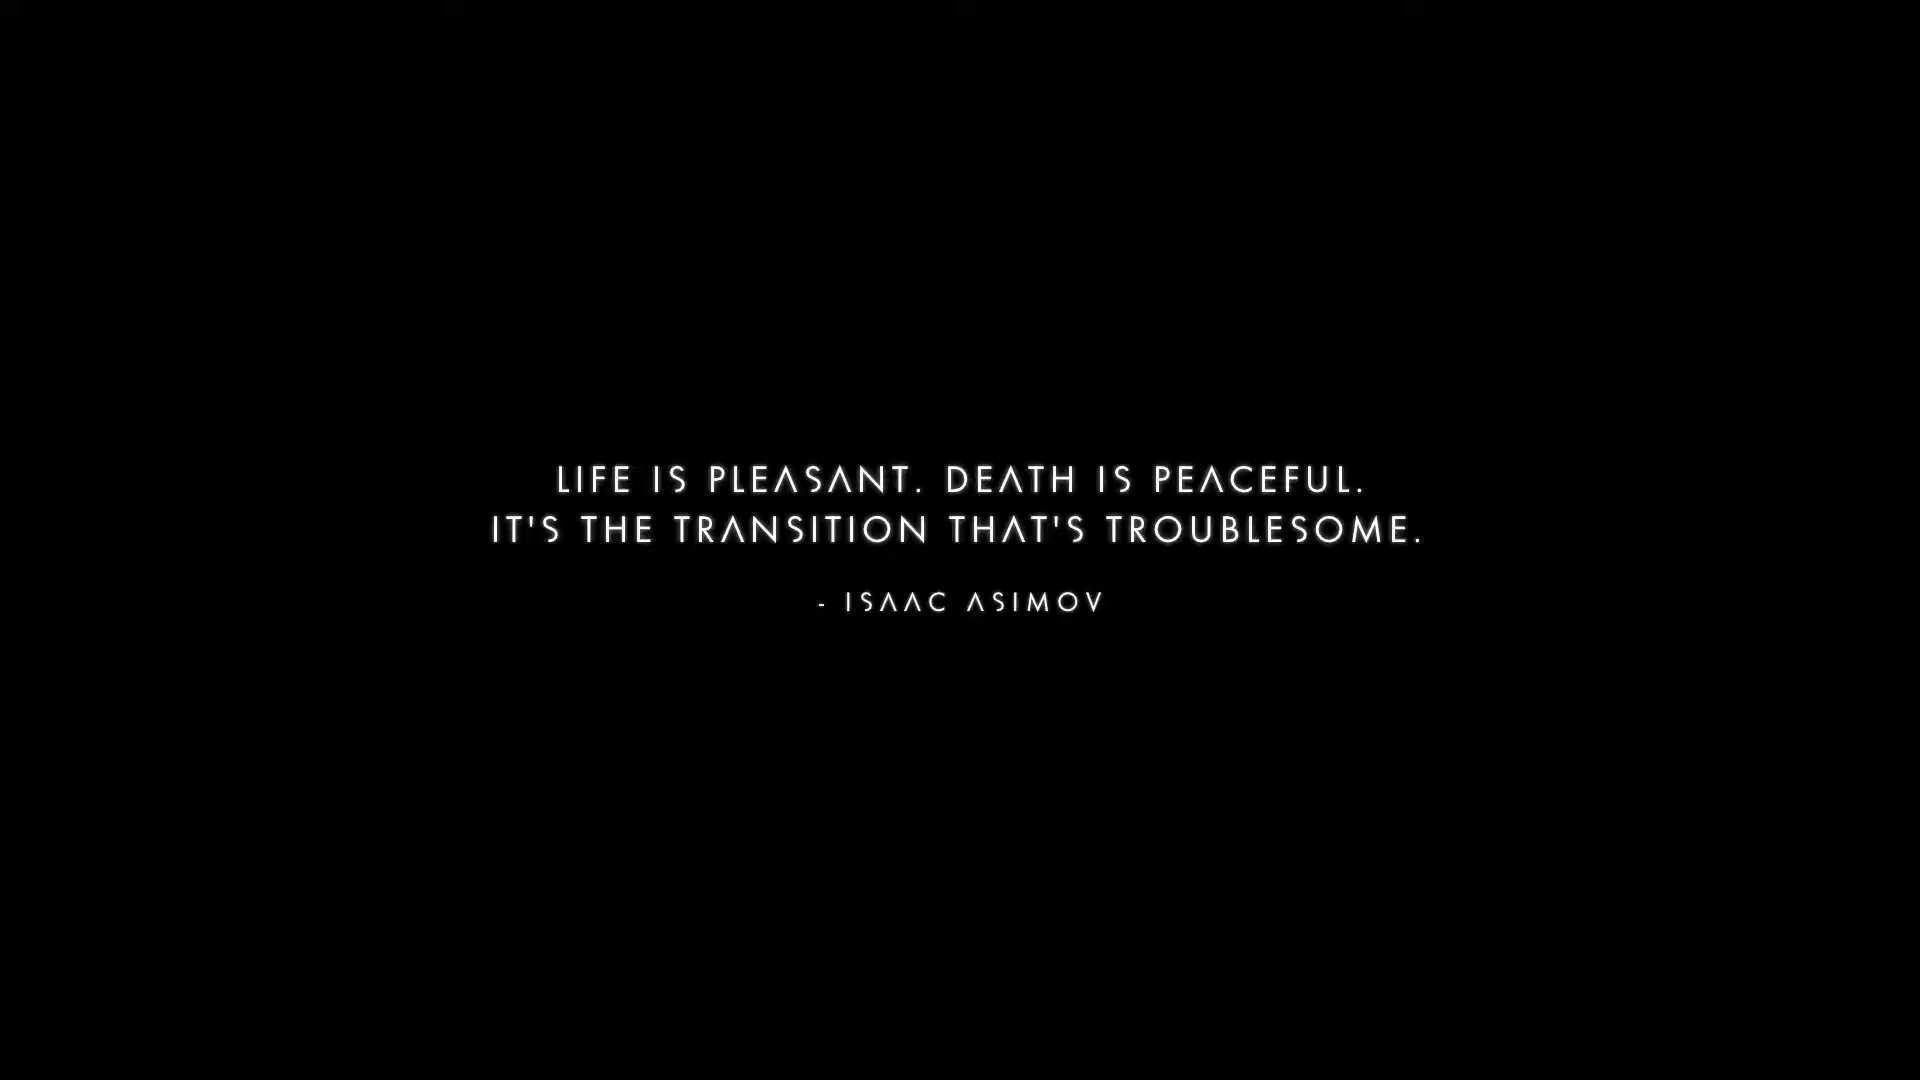 LIFE IS PLEASANT. DEATH IS PEACEFUL.
IT'S THE TRANSITION THAT'S TROUBLESOME.
- ISAAC ASIMOV